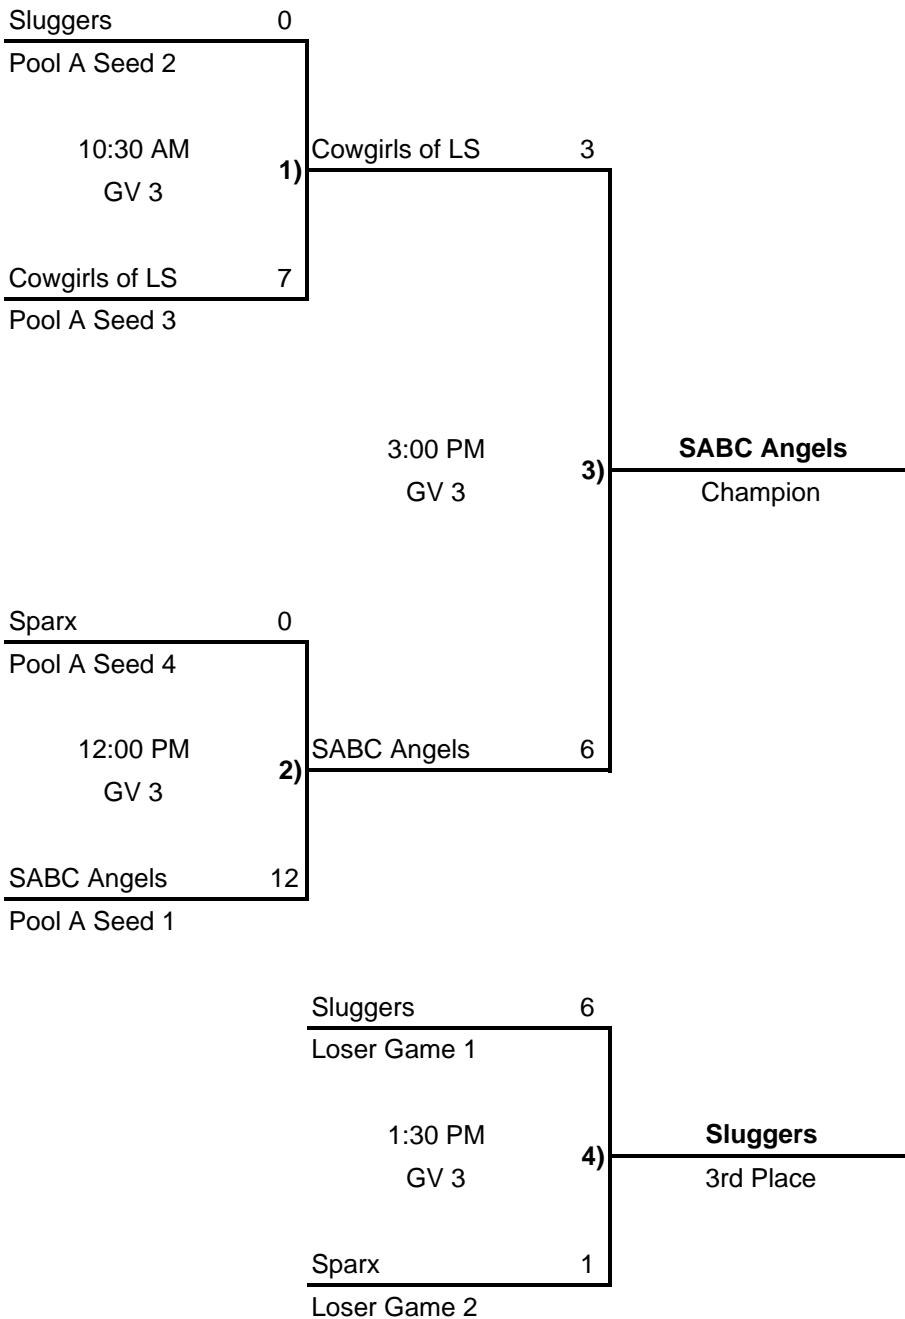 Sluggers 0
Pool A Seed 2
10:30 AM
GV 3
1)
Cowgirls of LS 3
Cowgirls of LS 7
Pool A Seed 3
3:00 PM
GV 3
3)
SABC Angels
Champion
Sparx 0
Pool A Seed 4
12:00 PM
GV 3
2)
SABC Angels 6
SABC Angels 12
Pool A Seed 1
Sluggers 6
Loser Game 1
1:30 PM
GV 3
4)
Sluggers
3rd Place
Sparx 1
Loser Game 2